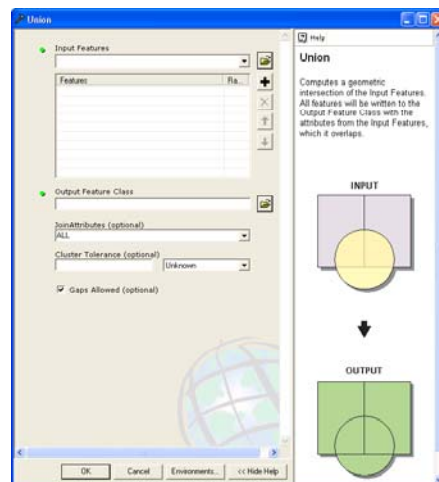 Union
Input Features
Features
Ra...
Output Feature Class
JoinAttributes (optional)
ALL
Cluster Tolerance (optional)
Unknown
Gaps Allowed (optional)
OK
Cancel
Environments...
<< Hide Help
Help
Union
Computes a geometric
intersection of the Input Features.
All features will be written to the
Output Feature Class with the
attributes from the Input Features,
which it overlaps.
INPUT
OUTPUT